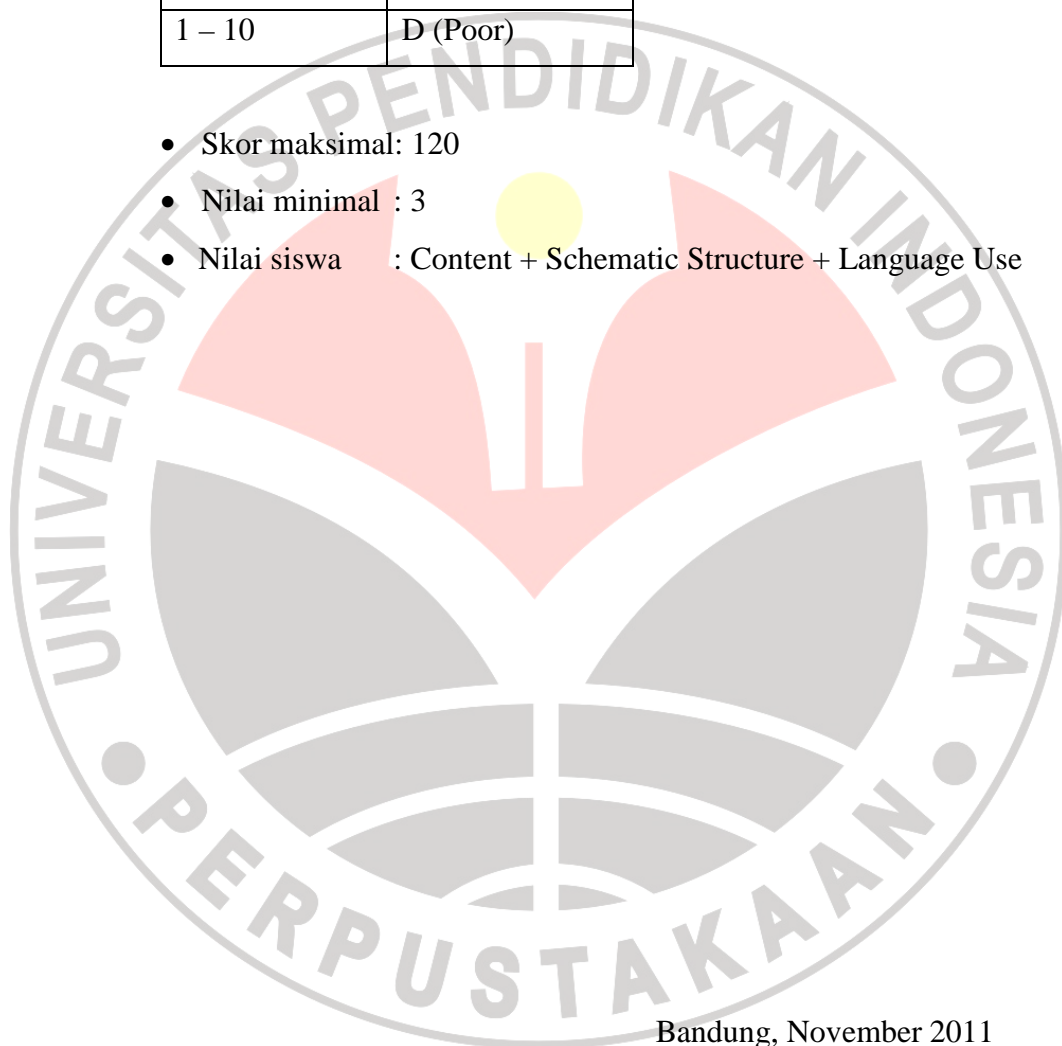 1 – 10 D (Poor)
• Skor maksimal: 120
• Nilai minimal : 3
• Nilai siswa : Content + Schematic Structure + Language Use
UNIVERSITAS PENDIDIKAN INDONESIA
• PERPUSTAKAAN •
Bandung, November 2011